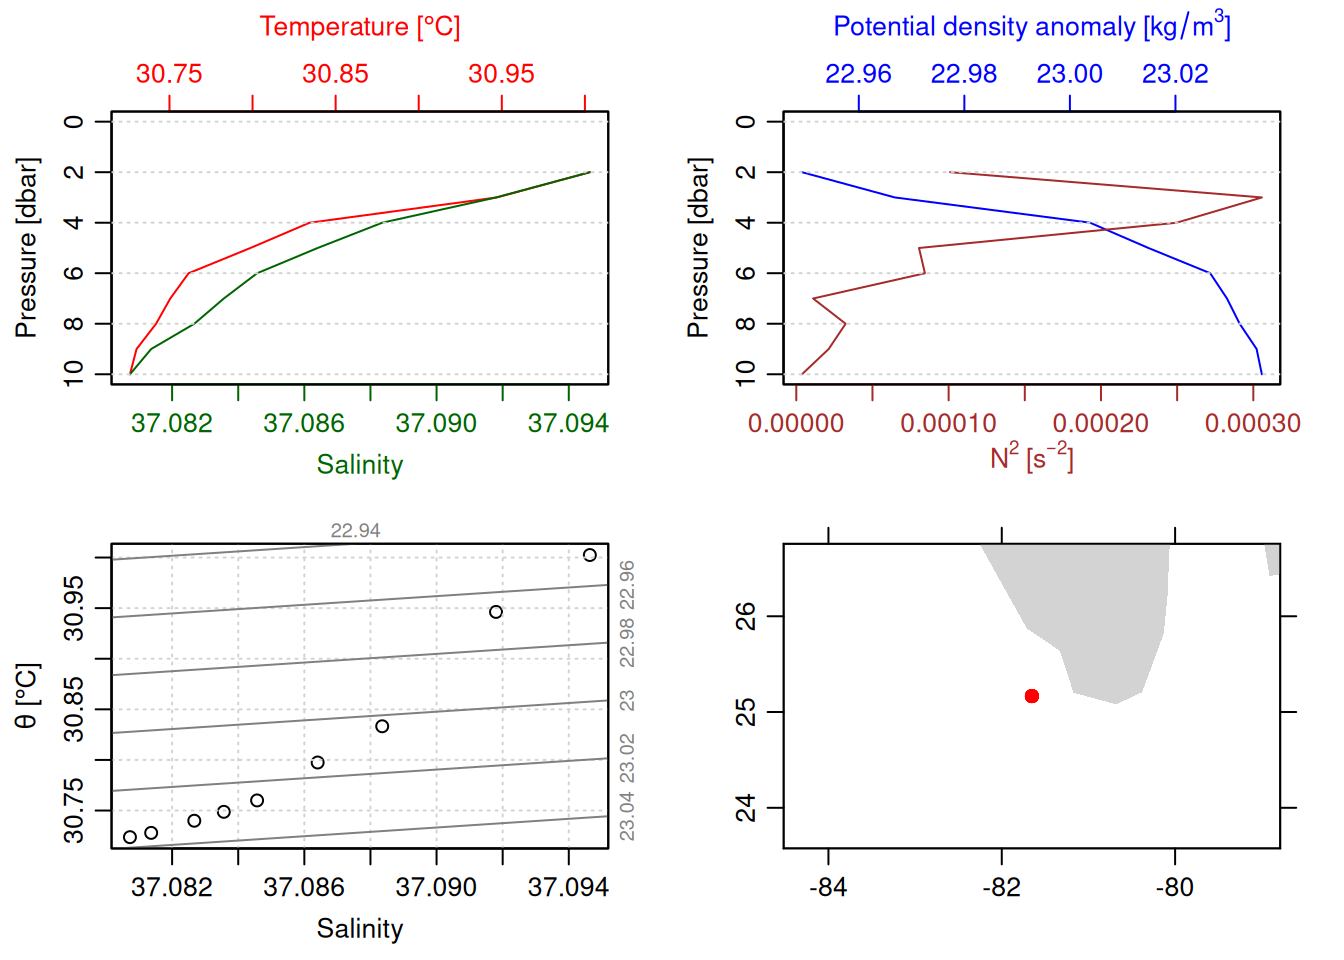 Temperature [°C]
30.75 30.85 30.95
Pressure [dbar]
0 2 4 6 8 10
37.082 37.086 37.090 37.094
Salinity
Potential density anomaly [kg/m³]
22.96 22.98 23.00 23.02
Pressure [dbar]
0 2 4 6 8 10
0.00000 0.00010 0.00020 0.00030
N² [s⁻²]
22.94
θ [°C]
30.95 30.85 30.75
22.96 22.98 23 23.02 23.04
37.082 37.086 37.090 37.094
Salinity
26
25
24
-84 -82 -80